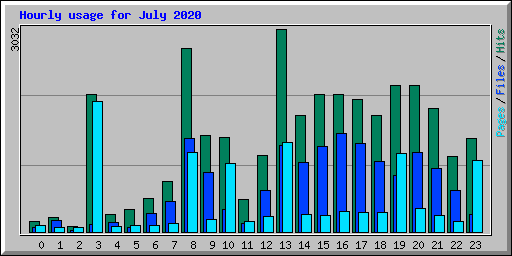 Hourly usage for July 2020
3032
Pages / Files / Hits
0 1 2 3 4 5 6 7 8 9 10 11 12 13 14 15 16 17 18 19 20 21 22 23